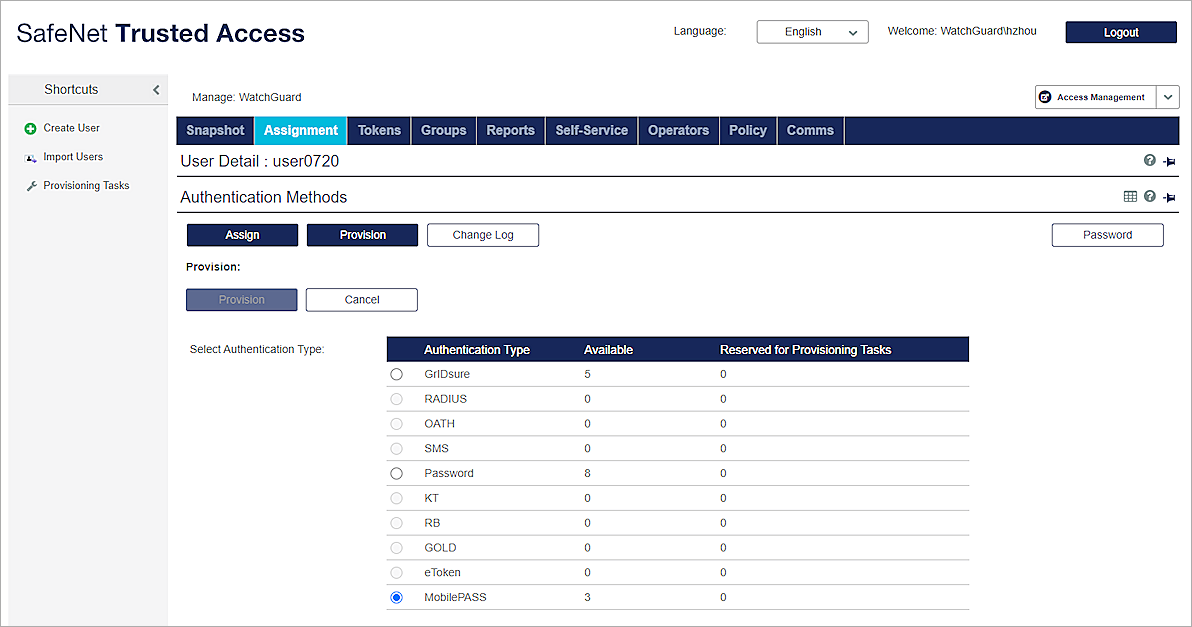 SafeNet Trusted Access
Language: English Welcome: WatchGuard\hzhou Logout
Shortcuts
Create User
Import Users
Provisioning Tasks
Manage: WatchGuard Access Management
Snapshot Assignment Tokens Groups Reports Self-Service Operators Policy Comms
User Detail : user0720
Authentication Methods
Assign Provision Change Log Password
Provision:
Provision Cancel
Select Authentication Type:
Authentication Type Available Reserved for Provisioning Tasks
GrIDsure 5 0
RADIUS 0 0
OATH 0 0
SMS 0 0
Password 8 0
KT 0 0
RB 0 0
GOLD 0 0
eToken 0 0
MobilePASS 3 0